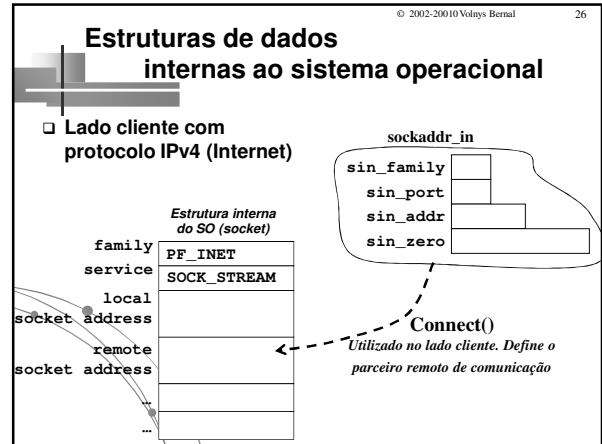 © 2002-20010 Volnys Bernal
26
Estruturas de dados
internas ao sistema operacional
❑ Lado cliente com
protocolo IPv4 (Internet)
sockaddr_in
sin_family
sin_port
sin_addr
sin_zero
Estrutura interna
do SO (socket)
family PF_INET
service SOCK_STREAM
local
socket address
remote
socket address
…
…
Connect()
Utilizado no lado cliente. Define o
parceiro remoto de comunicação